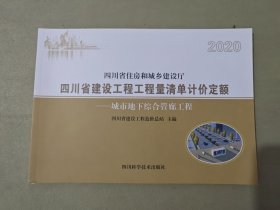 2020
四川省住房和城乡建设厅
四川省建设工程工程量清单计价定额
——城市地下综合管廊工程
四川省建设工程造价总站 主编
四川科学技术出版社